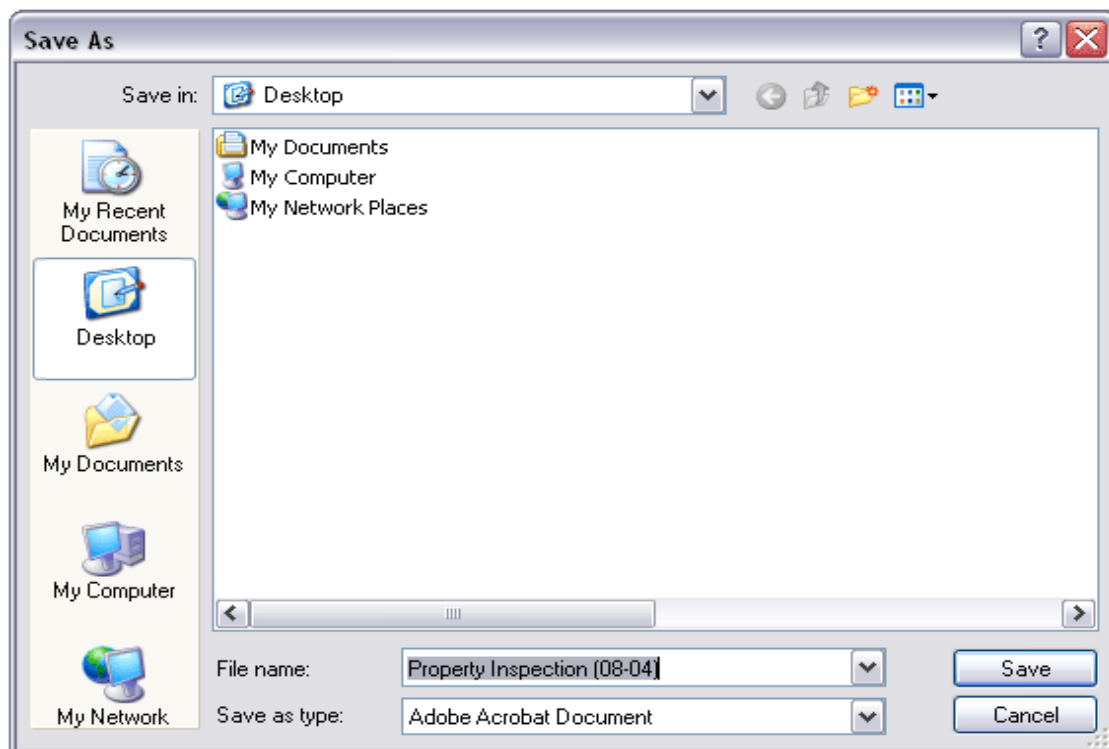 Save As
Save in:
Desktop
My Recent
Documents
Desktop
My Documents
My Computer
My Network
My Documents
My Computer
My Network Places
File name:
Property Inspection (08-04)
Save
Save as type:
Adobe Acrobat Document
Cancel